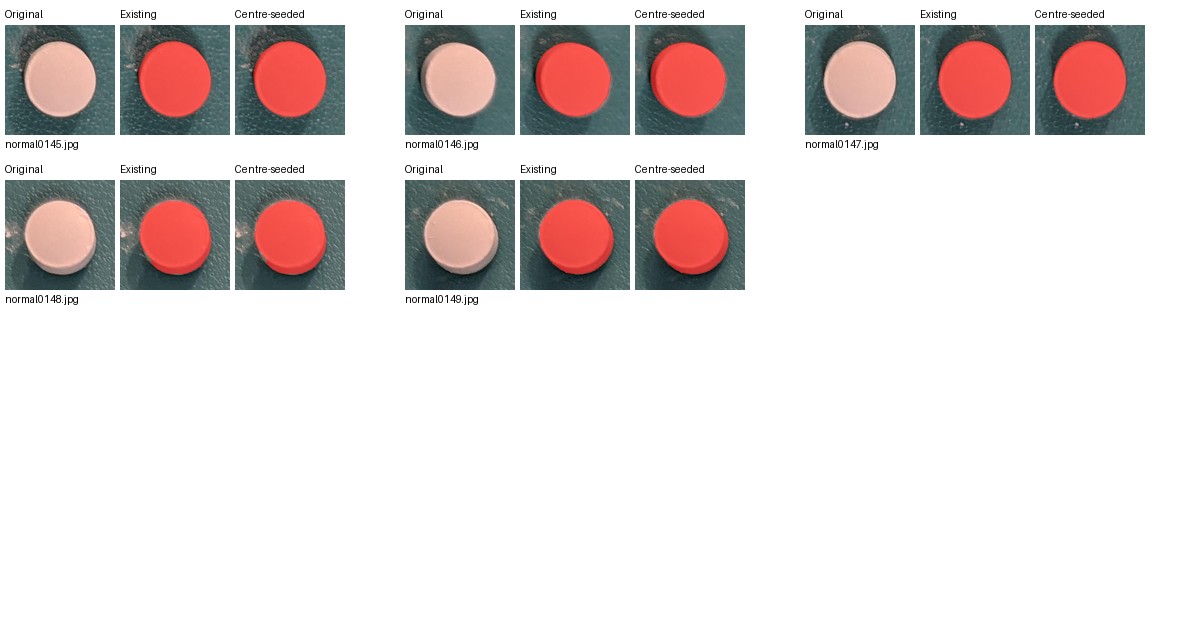 Original Existing Centre-seeded Original Existing Centre-seeded Original Existing Centre-seeded
normal0145.jpg normal0146.jpg normal0147.jpg
Original Existing Centre-seeded Original Existing Centre-seeded
normal0148.jpg normal0149.jpg